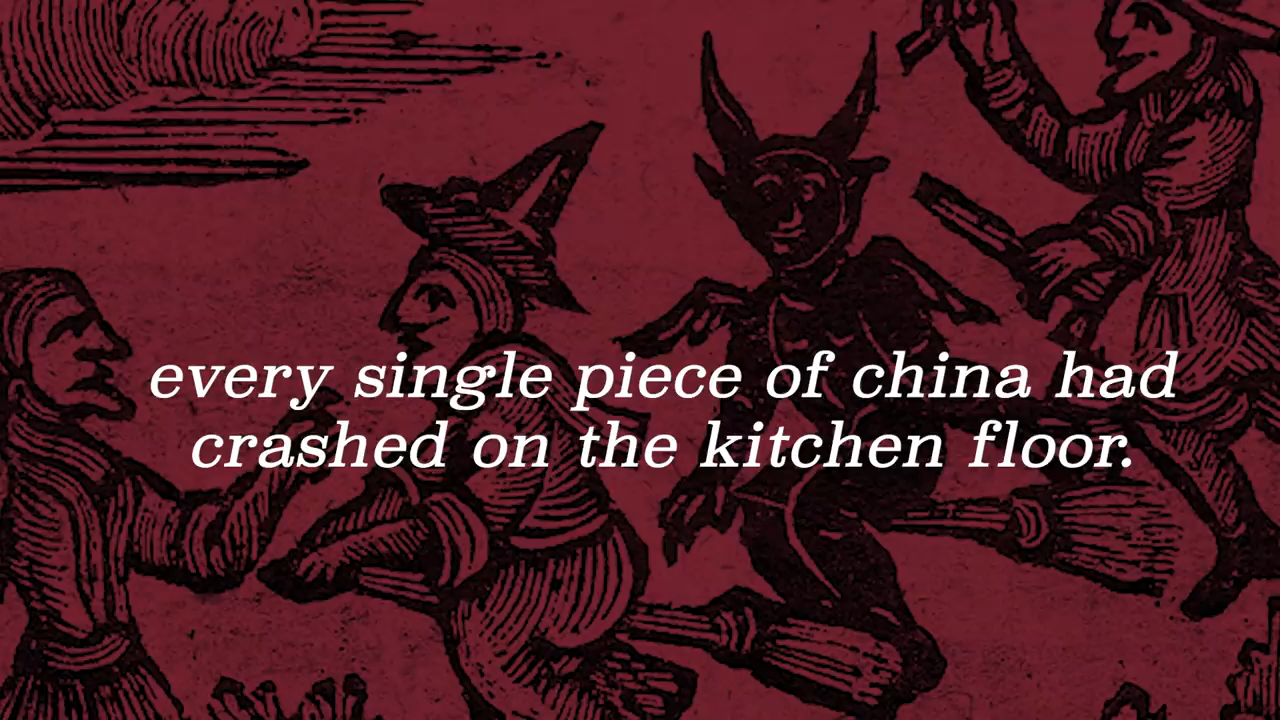 every single piece of china had
crashed on the kitchen floor.